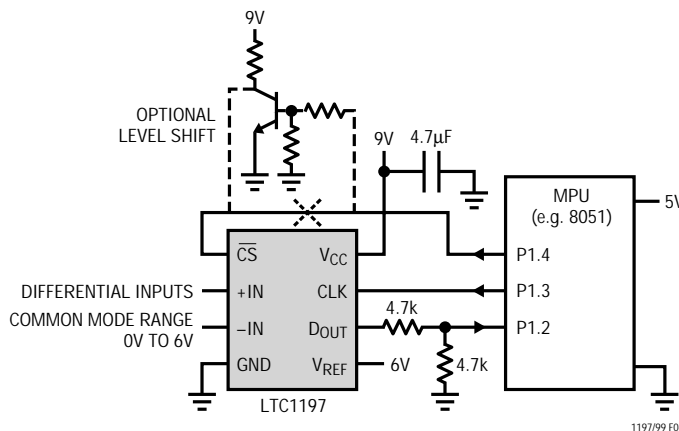 9V
OPTIONAL
LEVEL SHIFT
9V
4.7µF
MPU
(e.g. 8051)
5V
CS
VCC
P1.4
DIFFERENTIAL INPUTS
+IN
CLK
P1.3
COMMON MODE RANGE
0V TO 6V
–IN
DOUT
4.7k
P1.2
GND
VREF
6V
4.7k
LTC1197
1197/99 F0